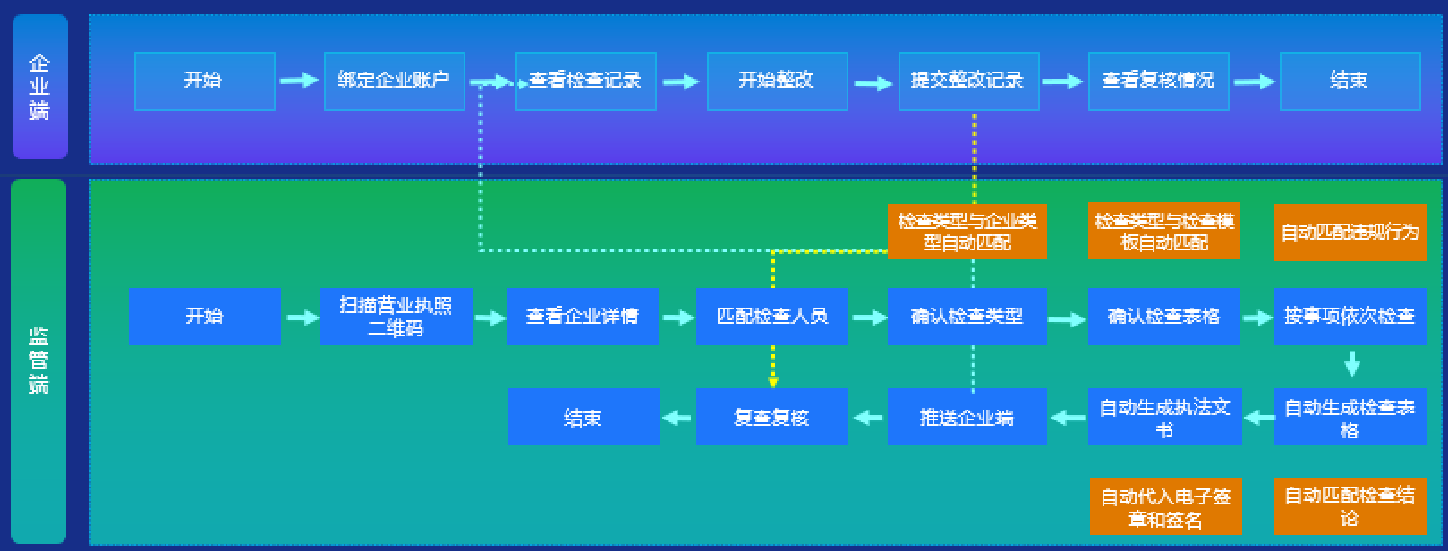 企业端
开始
绑定企业账户
查看检查记录
开始整改
提交整改记录
查看复核情况
结束
监管端
检查类型与企业类
型自动匹配
检查类型与检查模
板自动匹配
自动匹配违规行为
开始
扫描营业执照
二维码
查看企业详情
匹配检查人员
确认检查类型
确认检查表格
按事项依次检查
结束
复查复核
推送企业端
自动生成执法文
书
自动生成检查表
格
自动代入电子签
章和签名
自动匹配检查结
论